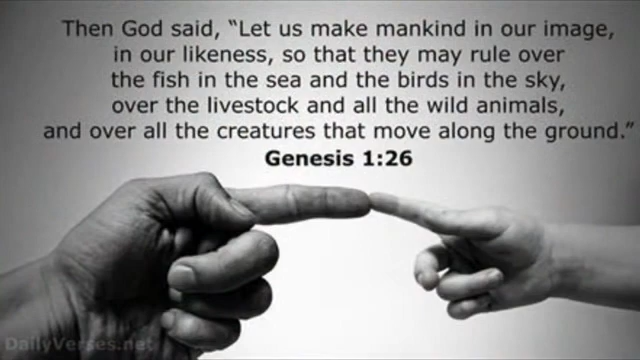 Then God said, “Let us make mankind in our image,
in our likeness, so that they may rule over
the fish in the sea and the birds in the sky,
over the livestock and all the wild animals,
and over all the creatures that move along the ground.”
Genesis 1:26
DailyVerses.net